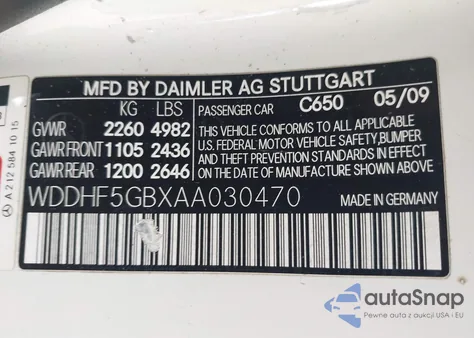 MFD BY DAIMLER AG STUTTGART
KG LBS
GVWR 2260 4982
GAWR FRONT 1105 2436
GAWR REAR 1200 2646
PASSENGER CAR C650 05/09
THIS VEHICLE CONFORMS TO ALL APPLICABLE
U.S. FEDERAL MOTOR VEHICLE SAFETY,BUMPER
AND THEFT PREVENTION STANDARDS IN EFFECT
ON THE DATE OF MANUFACTURE SHOWN ABOVE
WDDHF5GBXAA030470
A 212 584 10 15
autoSnap
Pewne auta z aukcji USA i EU